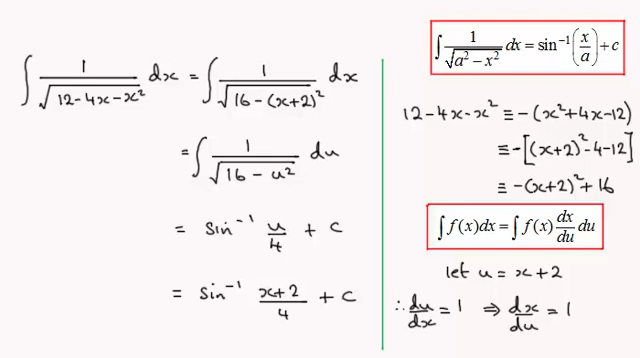 ∫ 1/√(12-4x-x²) dx = ∫ 1/√(16-(x+2)²) dx
= ∫ 1/√(16-u²) du
= sin⁻¹ u/4 + c
= sin⁻¹ (x+2)/4 + c
∫ 1/√(a²-x²) dx = sin⁻¹(x/a) + c
12-4x-x² ≡ -(x²+4x-12)
≡ -[(x+2)²-4-12]
≡ -(x+2)²+16
∫ f(x)dx = ∫ f(x) dx/du du
let u = x+2
∴ du/dx = 1 ⇒ dx/du = 1